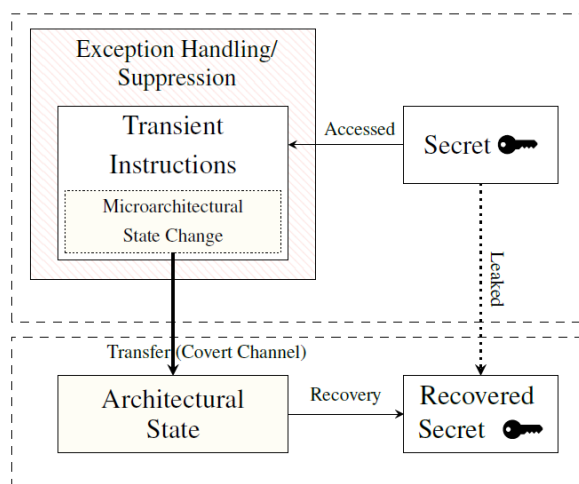 Exception Handling/
Suppression
Transient
Instructions
Accessed
Secret
Microarchitectural
State Change
Leaked
Transfer (Covert Channel)
Architectural
State
Recovery
Recovered
Secret